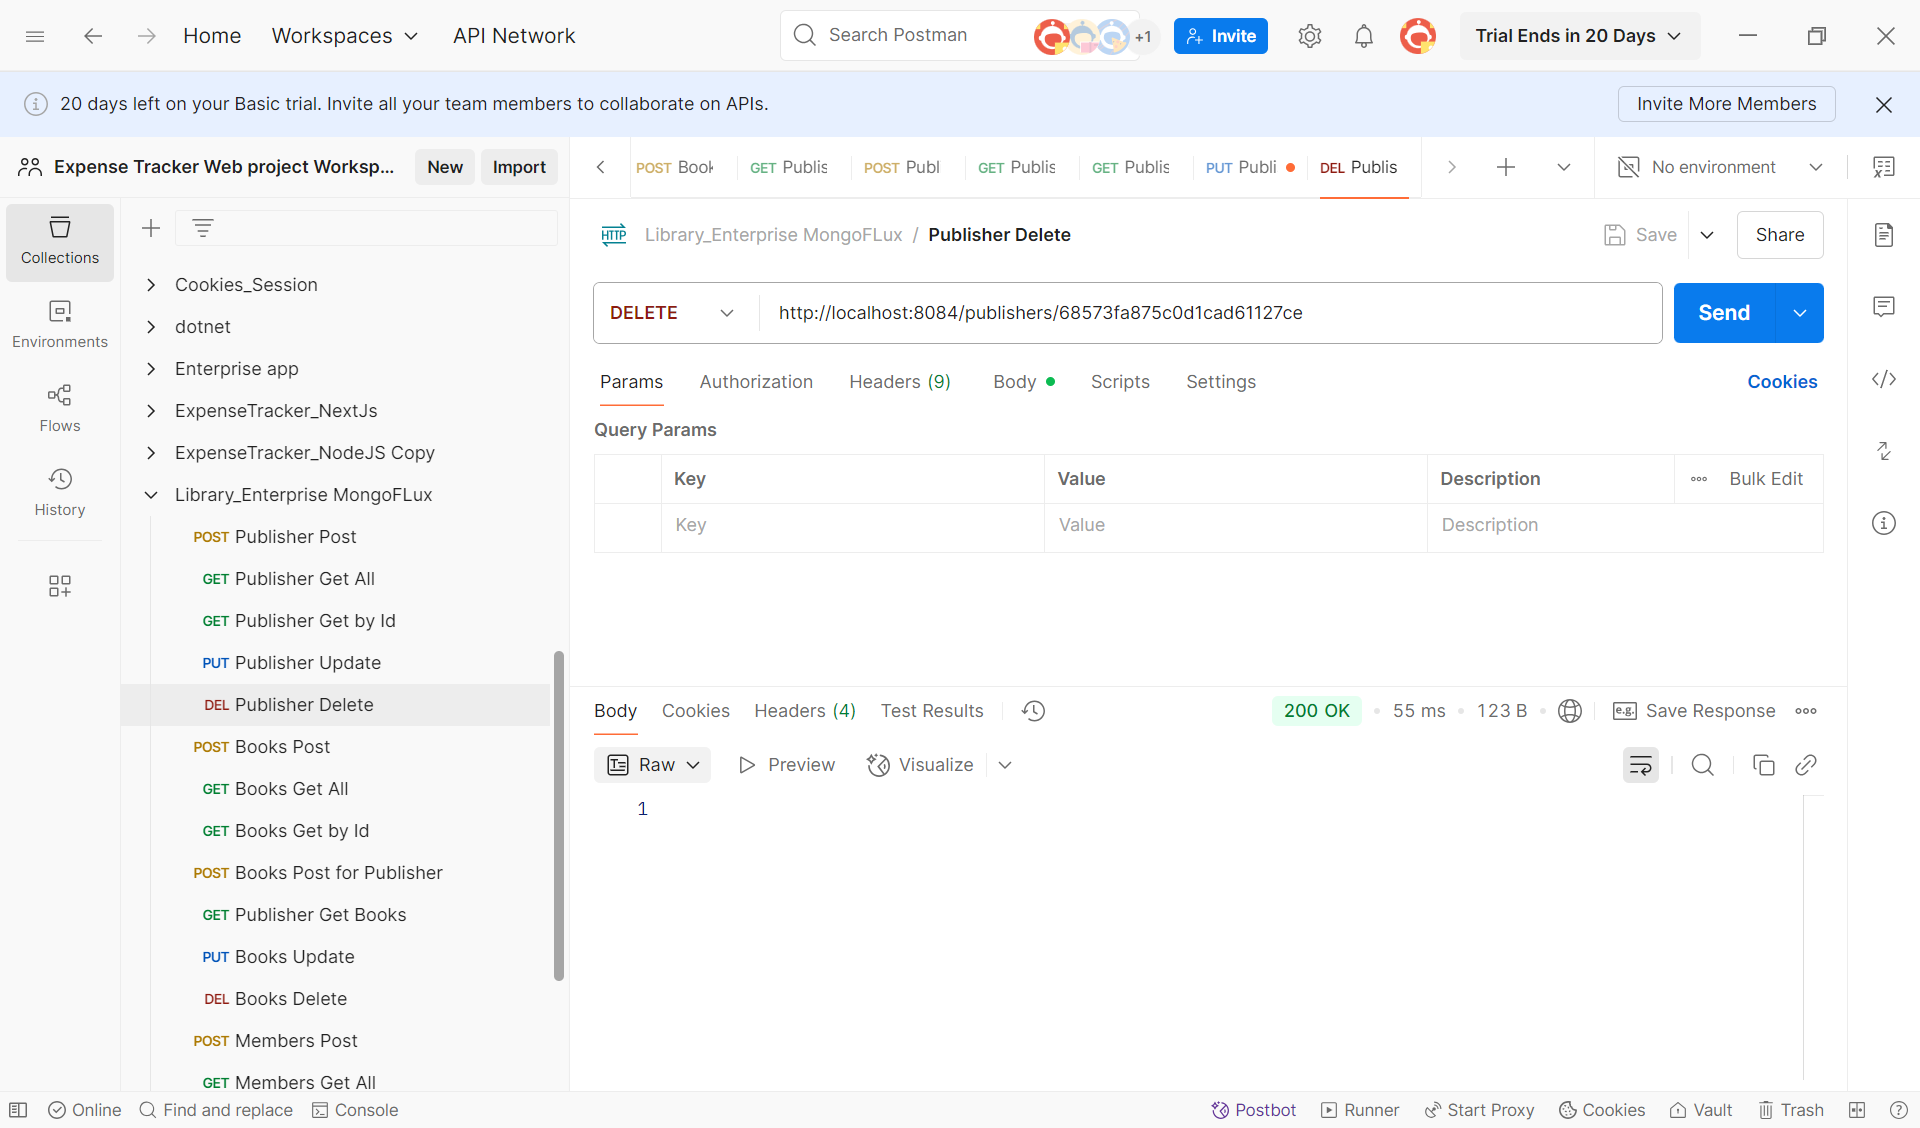 Home
Workspaces
API Network
Search Postman
+1
Invite
Trial Ends in 20 Days
20 days left on your Basic trial. Invite all your team members to collaborate on APIs.
Invite More Members
Expense Tracker Web project Worksp...
New
Import
POST Book
GET Publis
POST Publ
GET Publis
GET Publis
PUT Publi
DEL Publis
No environment
Collections
Environments
Flows
History
Cookies_Session
dotnet
Enterprise app
ExpenseTracker_NextJs
ExpenseTracker_NodeJS Copy
Library_Enterprise MongoFLux
POST Publisher Post
GET Publisher Get All
GET Publisher Get by Id
PUT Publisher Update
DEL Publisher Delete
POST Books Post
GET Books Get All
GET Books Get by Id
POST Books Post for Publisher
GET Publisher Get Books
PUT Books Update
DEL Books Delete
POST Members Post
GET Members Get All
HTTP
Library_Enterprise MongoFLux / Publisher Delete
Save
Share
DELETE
http://localhost:8084/publishers/68573fa875c0d1cad61127ce
Send
Params
Authorization
Headers (9)
Body
Scripts
Settings
Cookies
Query Params
Key
Value
Description
Bulk Edit
Key
Value
Description
Body
Cookies
Headers (4)
Test Results
200 OK
55 ms
123 B
e.g.
Save Response
Raw
Preview
Visualize
1
Online
Find and replace
Console
Postbot
Runner
Start Proxy
Cookies
Vault
Trash